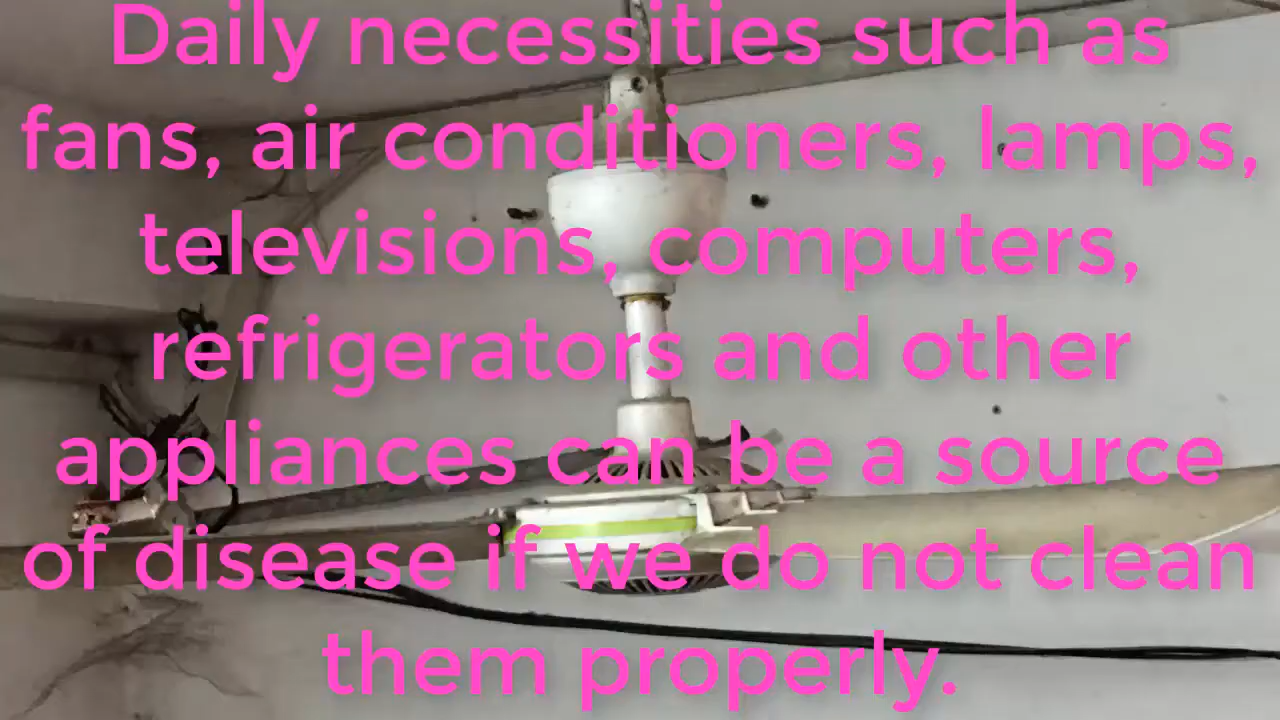 Daily necessities such as
fans, air conditioners, lamps,
televisions, computers,
refrigerators and other
appliances can be a source
of disease if we do not clean
them properly.